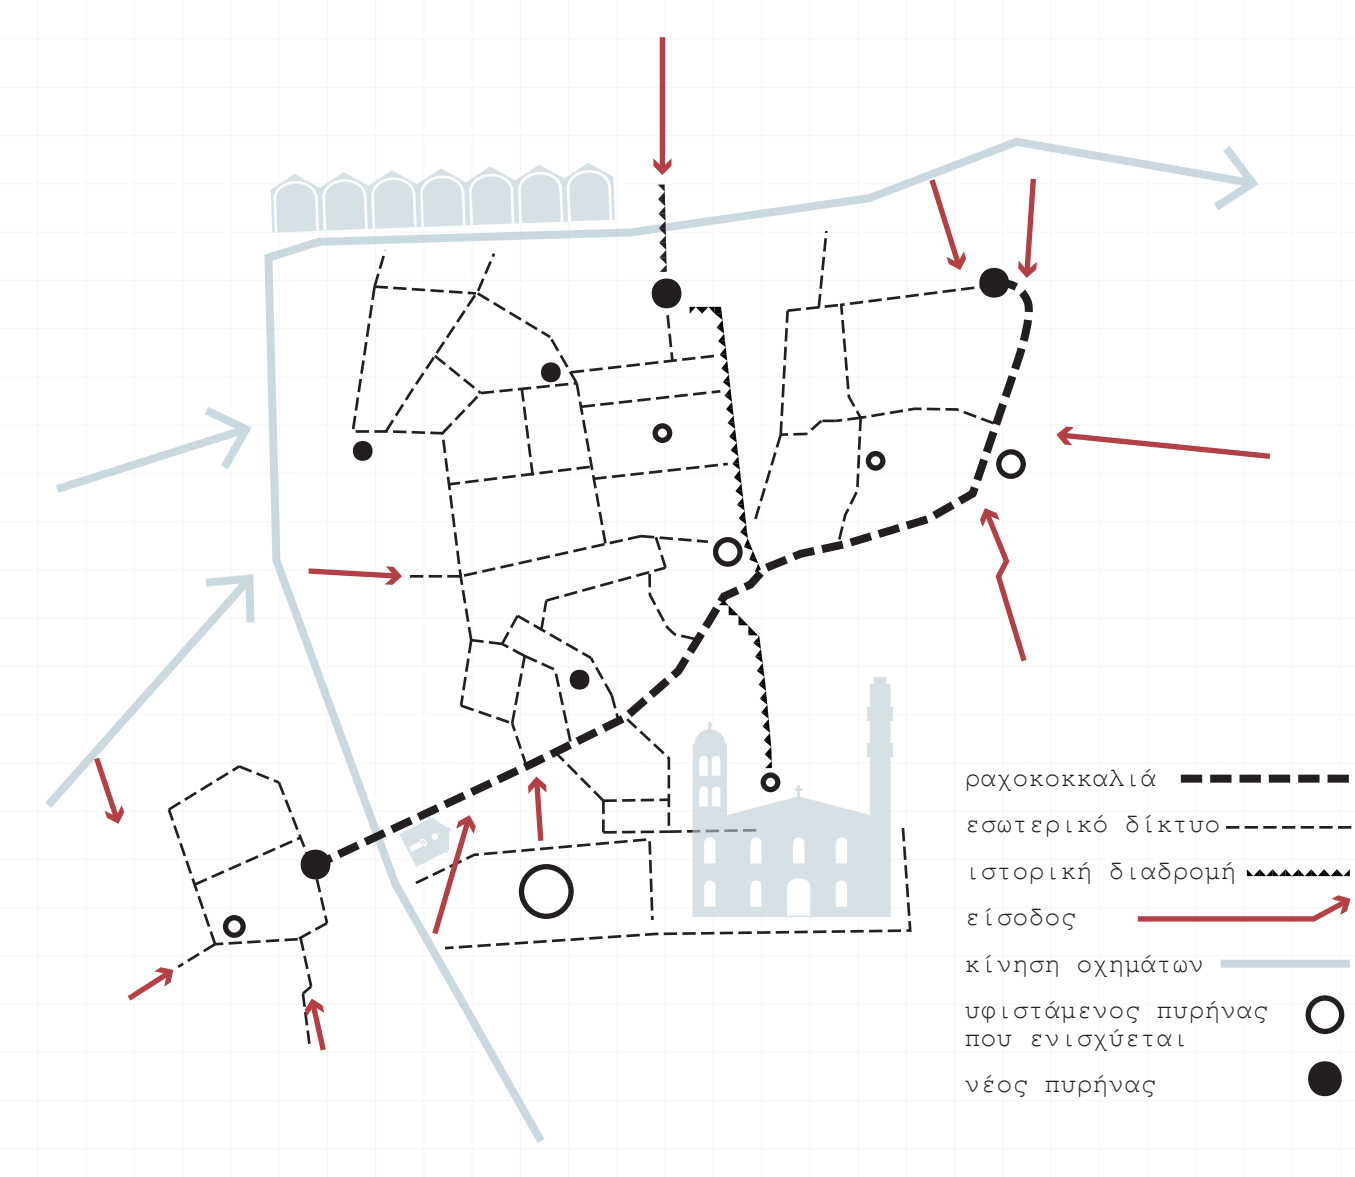 ραχοκοκκαλιά
εσωτερικό δίκτυο
ιστορική διαδρομή
είσοδος
κίνηση οχημάτων
υφιστάμενος πυρήνας
που ενισχύεται
νέος πυρήνας